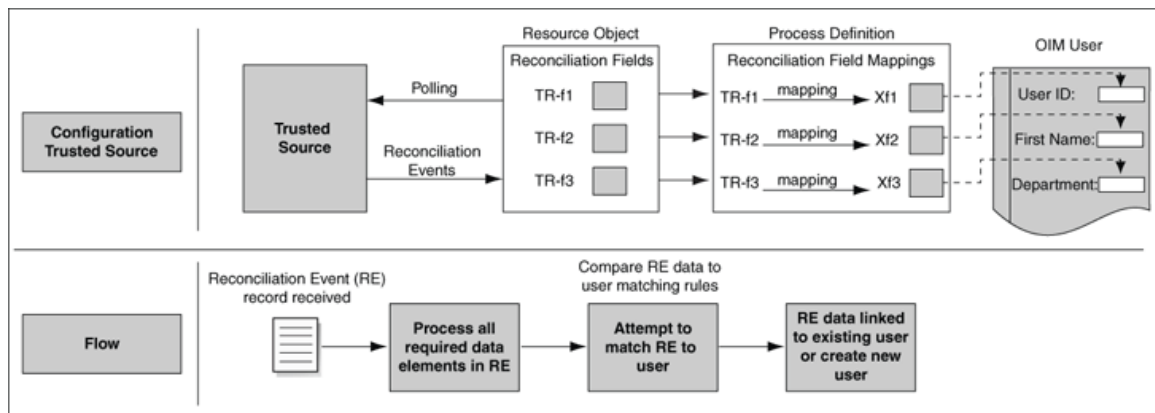 Configuration
Trusted Source
Trusted
Source
Polling
Reconciliation
Events
Resource Object
Reconciliation Fields
TR-f1
TR-f2
TR-f3
Process Definition
Reconciliation Field Mappings
TR-f1 mapping Xf1
TR-f2 mapping Xf2
TR-f3 mapping Xf3
OIM User
User ID:
First Name:
Department:
Flow
Reconciliation Event (RE)
record received
Process all
required data
elements in RE
Compare RE data to
user matching rules
Attempt to
match RE to
user
RE data linked
to existing user
or create new
user